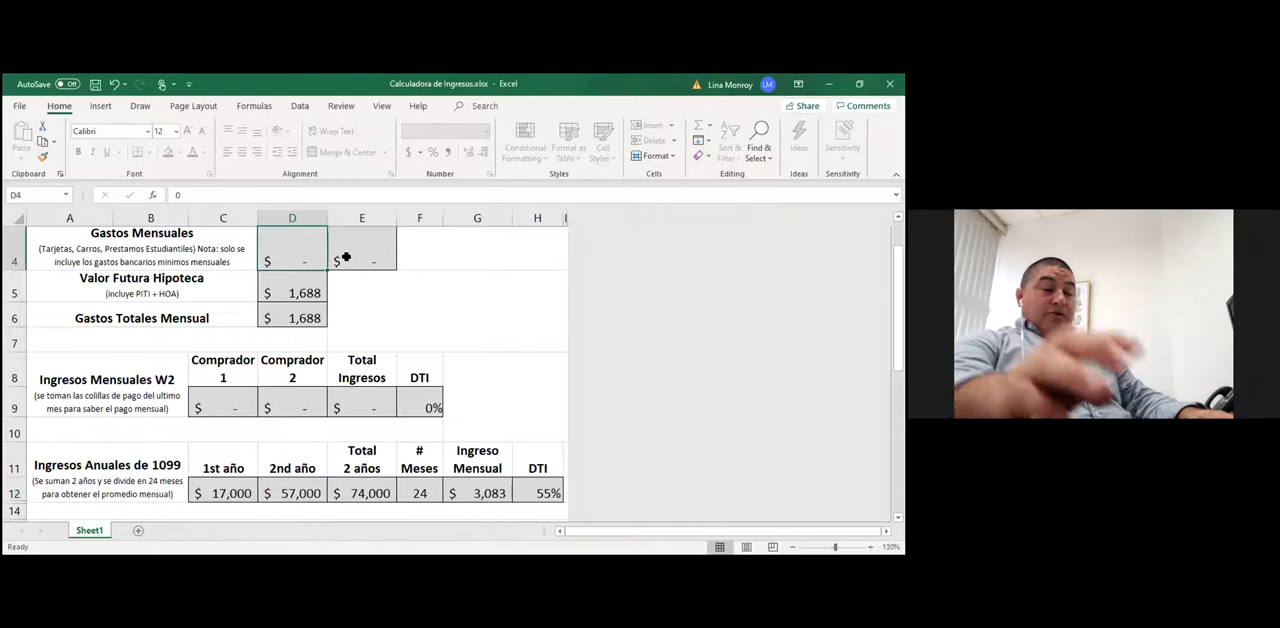 AutoSave Off Calculadora de Ingresos.xlsx - Excel Lina Monroy LM
File Home Insert Draw Page Layout Formulas Data Review View Help Search Share Comments
Paste Calibri 12 A A Wrap Text Insert Delete Format
B I U A Merge & Center $ % Conditional Formatting Format as Table Cell Styles Sort & Filter Find & Select Ideas Sensitivity
Clipboard Font Alignment Number Styles Cells Editing Ideas Sensitivity
D4 fx 0
A B C D E F G H I
Gastos Mensuales
(Tarjetas, Carros, Prestamos Estudiantiles) Nota: solo se
4 incluye los gastos bancarios minimos mensuales $ - $ -
Valor Futura Hipoteca
5 (incluye PITI + HOA) $ 1,688
6 Gastos Totales Mensual $ 1,688
7
Comprador Comprador Total
8 Ingresos Mensuales W2 1 2 Ingresos DTI
(se toman las colillas de pago del ultimo
9 mes para saber el pago mensual) $ - $ - $ - 0%
10
Total # Ingreso
11 Ingresos Anuales de 1099 1st año 2nd año 2 años Meses Mensual DTI
(Se suman 2 años y se divide en 24 meses
12 para obtener el promedio mensual) $ 17,000 $ 57,000 $ 74,000 24 $ 3,083 55%
14
Sheet1
Ready 130%